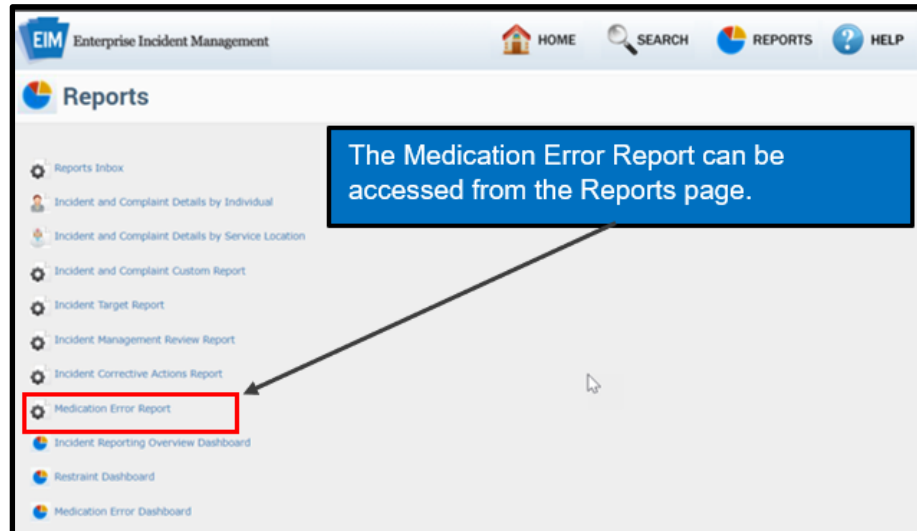 EIM Enterprise Incident Management HOME SEARCH REPORTS ? HELP
Reports
The Medication Error Report can be
accessed from the Reports page.
Reports Inbox
Incident and Complaint Details by Individual
Incident and Complaint Details by Service Location
Incident and Complaint Custom Report
Incident Target Report
Incident Management Review Report
Incident Corrective Actions Report
Medication Error Report
Incident Reporting Overview Dashboard
Restraint Dashboard
Medication Error Dashboard